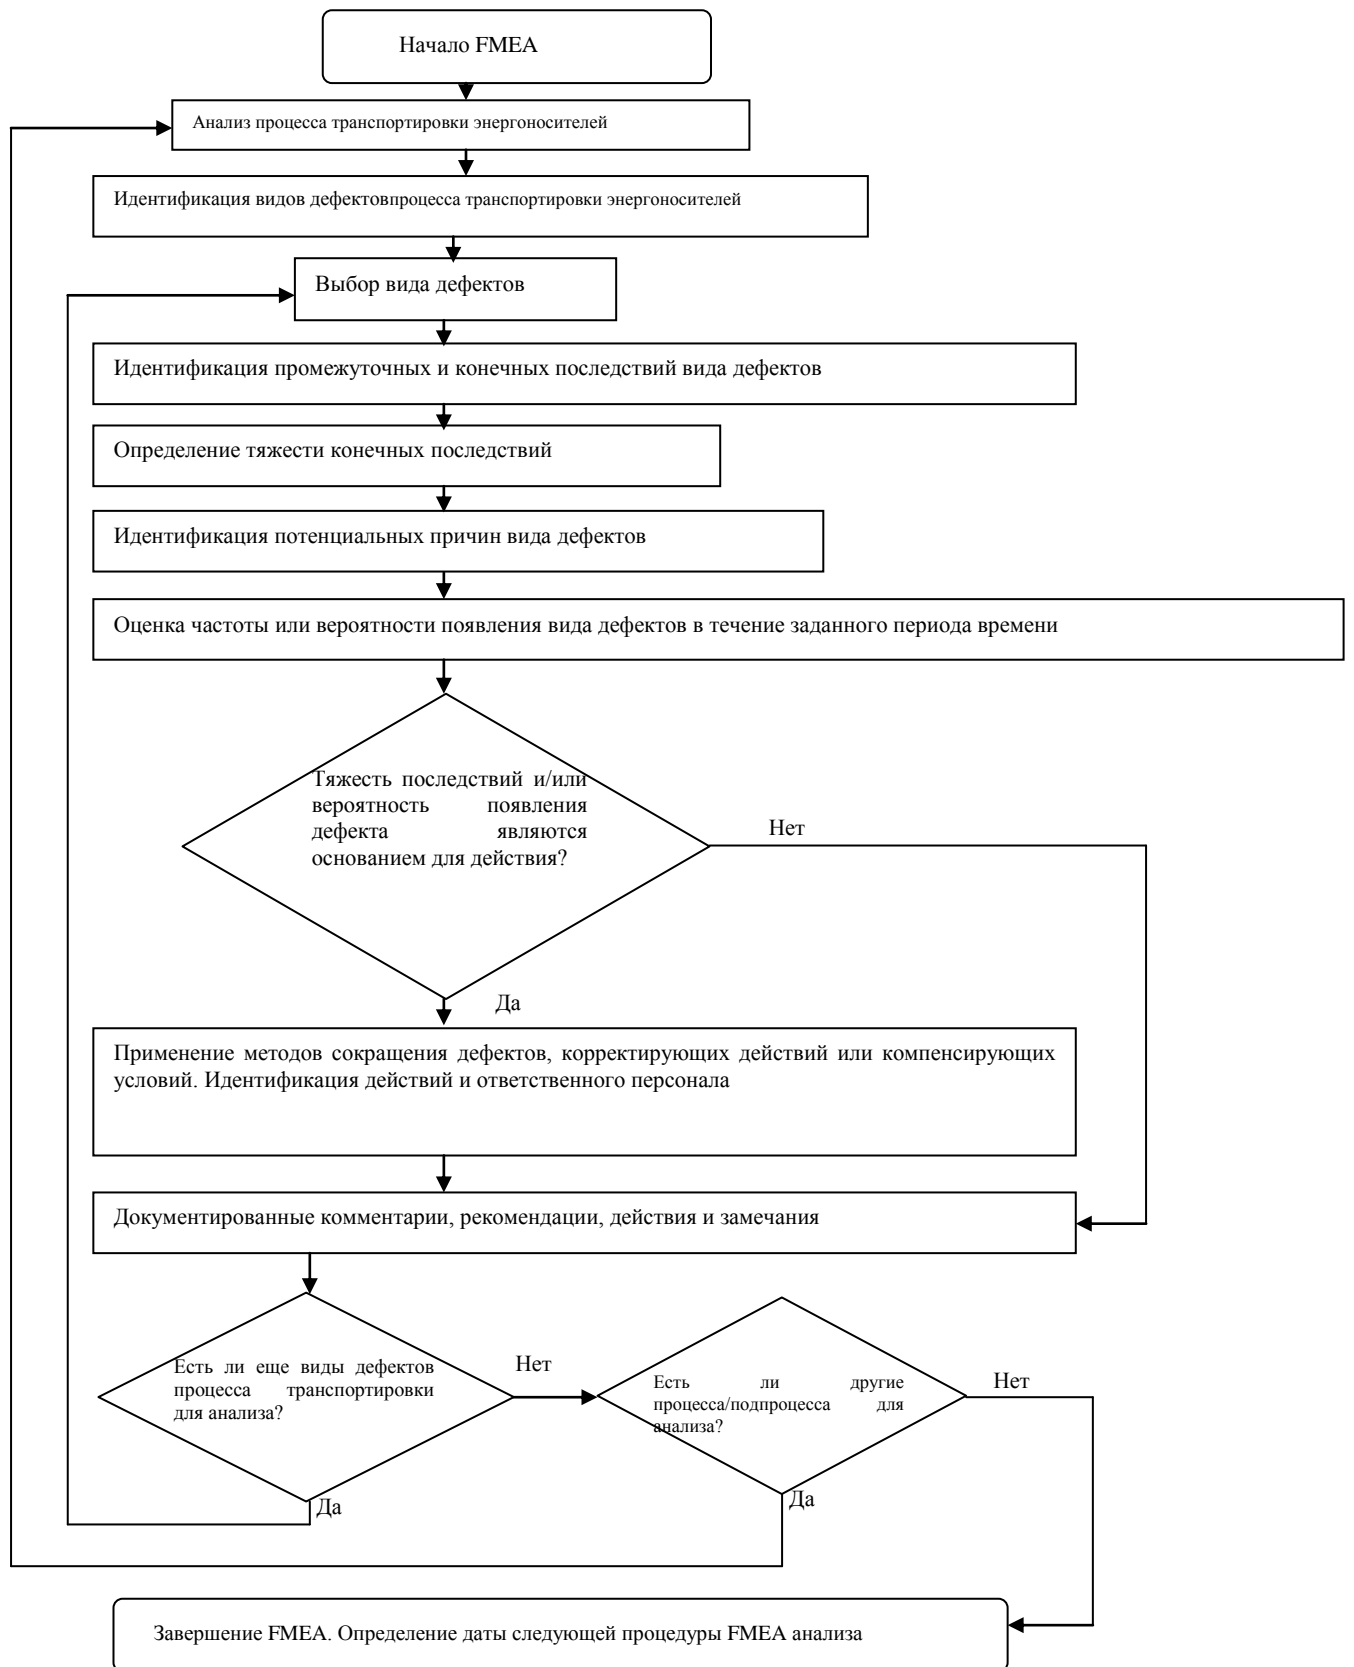 Начало FMEA
Анализ процесса транспортировки энергоносителей
Идентификация видов дефектовпроцесса транспортировки энергоносителей
Выбор вида дефектов
Идентификация промежуточных и конечных последствий вида дефектов
Определение тяжести конечных последствий
Идентификация потенциальных причин вида дефектов
Оценка частоты или вероятности появления вида дефектов в течение заданного периода времени
Тяжесть последствий и/или
вероятность появления
дефекта являются
основанием для действия?
Нет
Да
Применение методов сокращения дефектов, корректирующих действий или компенсирующих
условий. Идентификация действий и ответственного персонала
Документированные комментарии, рекомендации, действия и замечания
Есть ли еще виды дефектов
процесса транспортировки
для анализа?
Нет
Да
Есть ли другие
процесса/подпроцесса для
анализа?
Нет
Да
Завершение FMEA. Определение даты следующей процедуры FMEA анализа